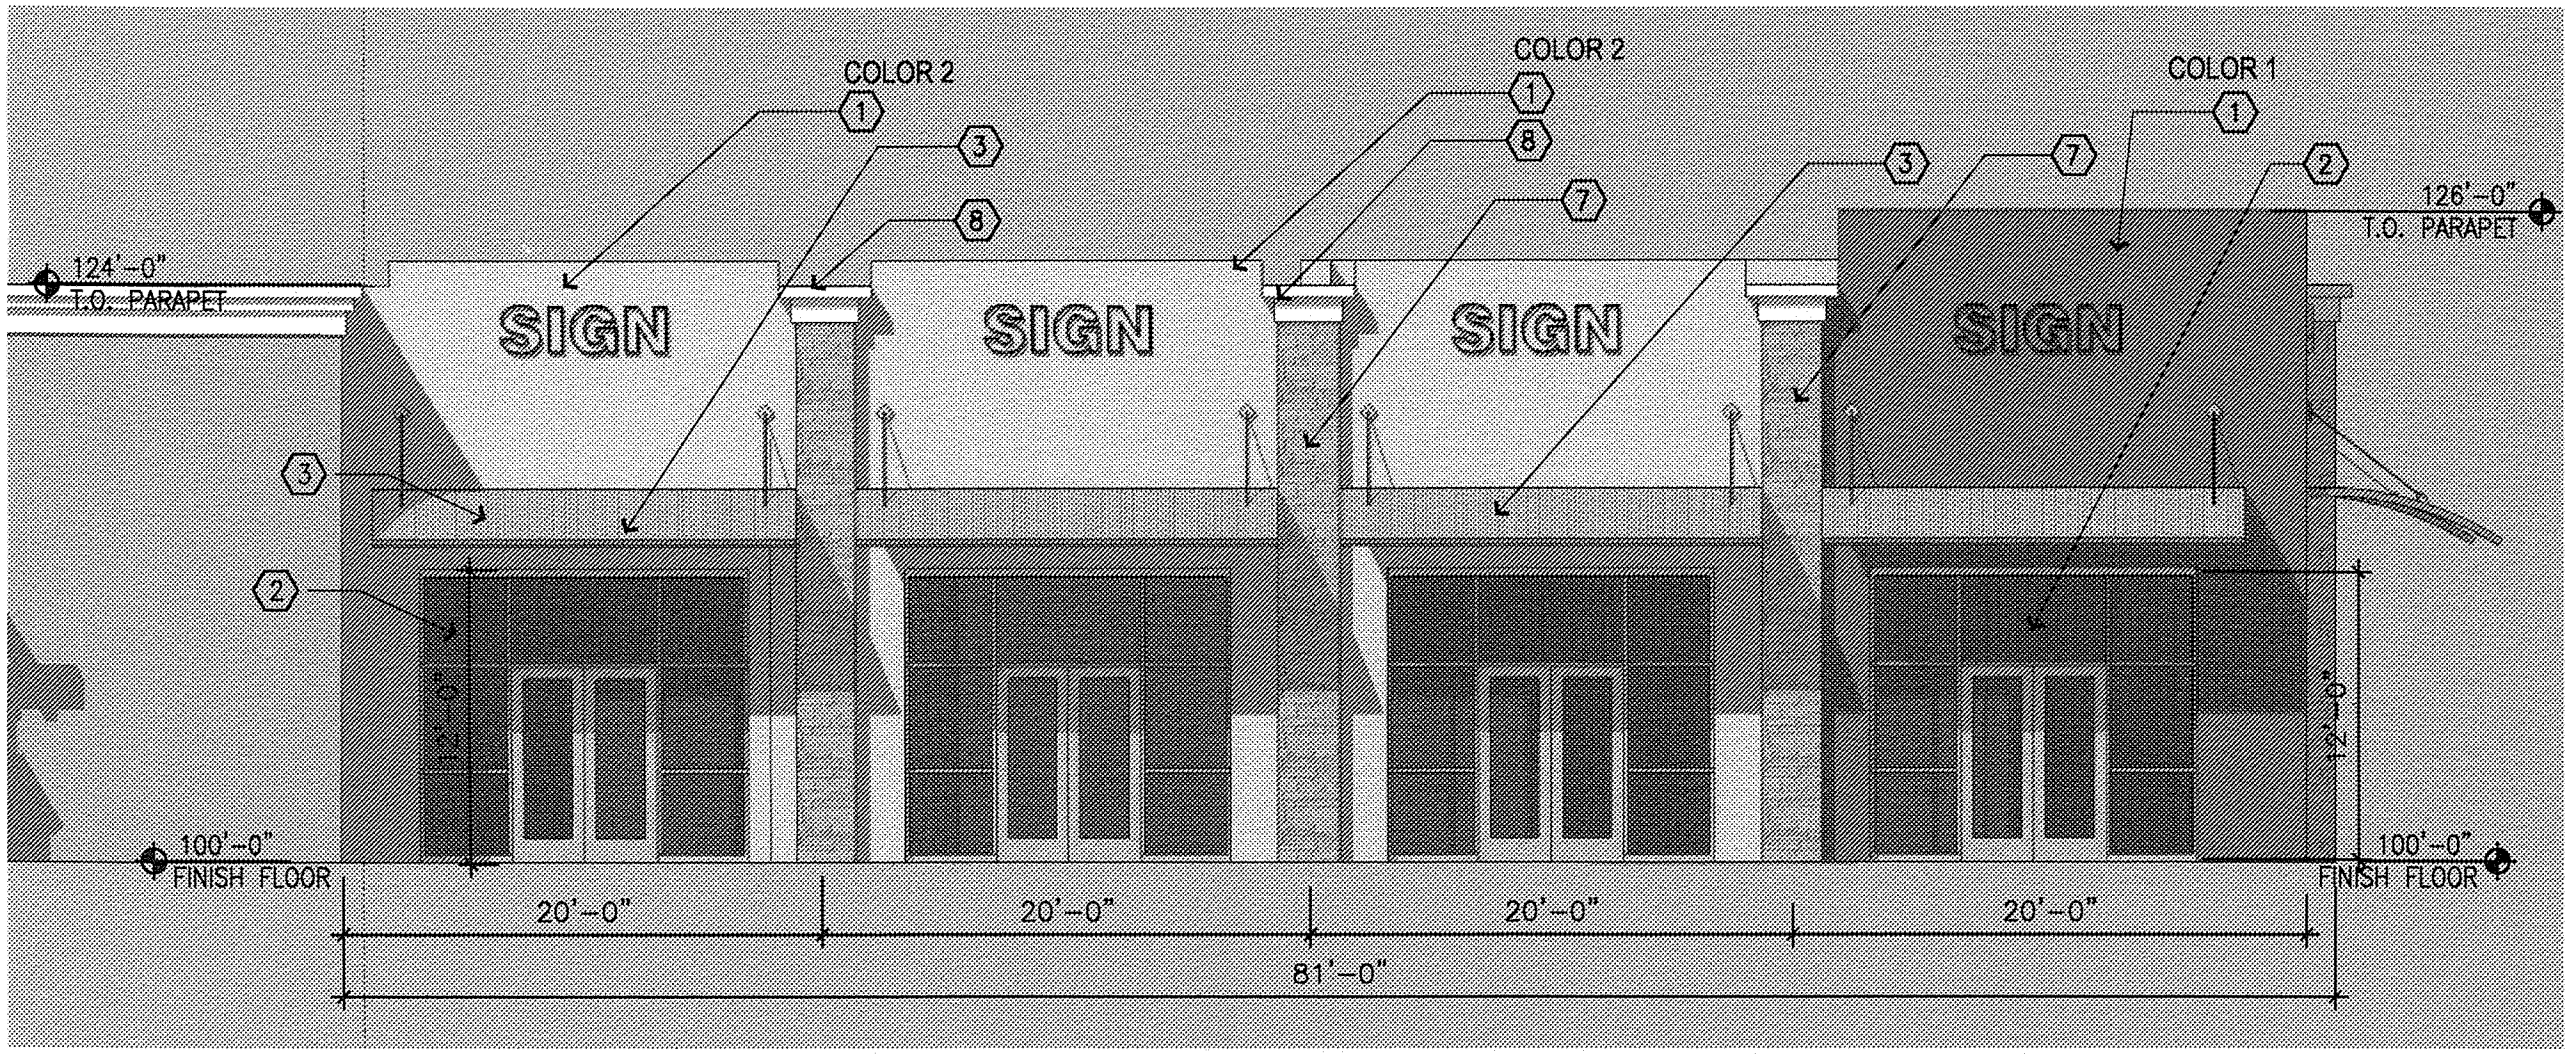 COLOR 2
COLOR 2
COLOR 1
1
1
1
3
8
3
7
2
8
7
126'-0"
T.O. PARAPET
124'-0"
T.O. PARAPET
SIGN
SIGN
SIGN
SIGN
3
2
12'-0"
12'-0"
100'-0"
FINISH FLOOR
100'-0"
FINISH FLOOR
20'-0"
20'-0"
20'-0"
20'-0"
81'-0"